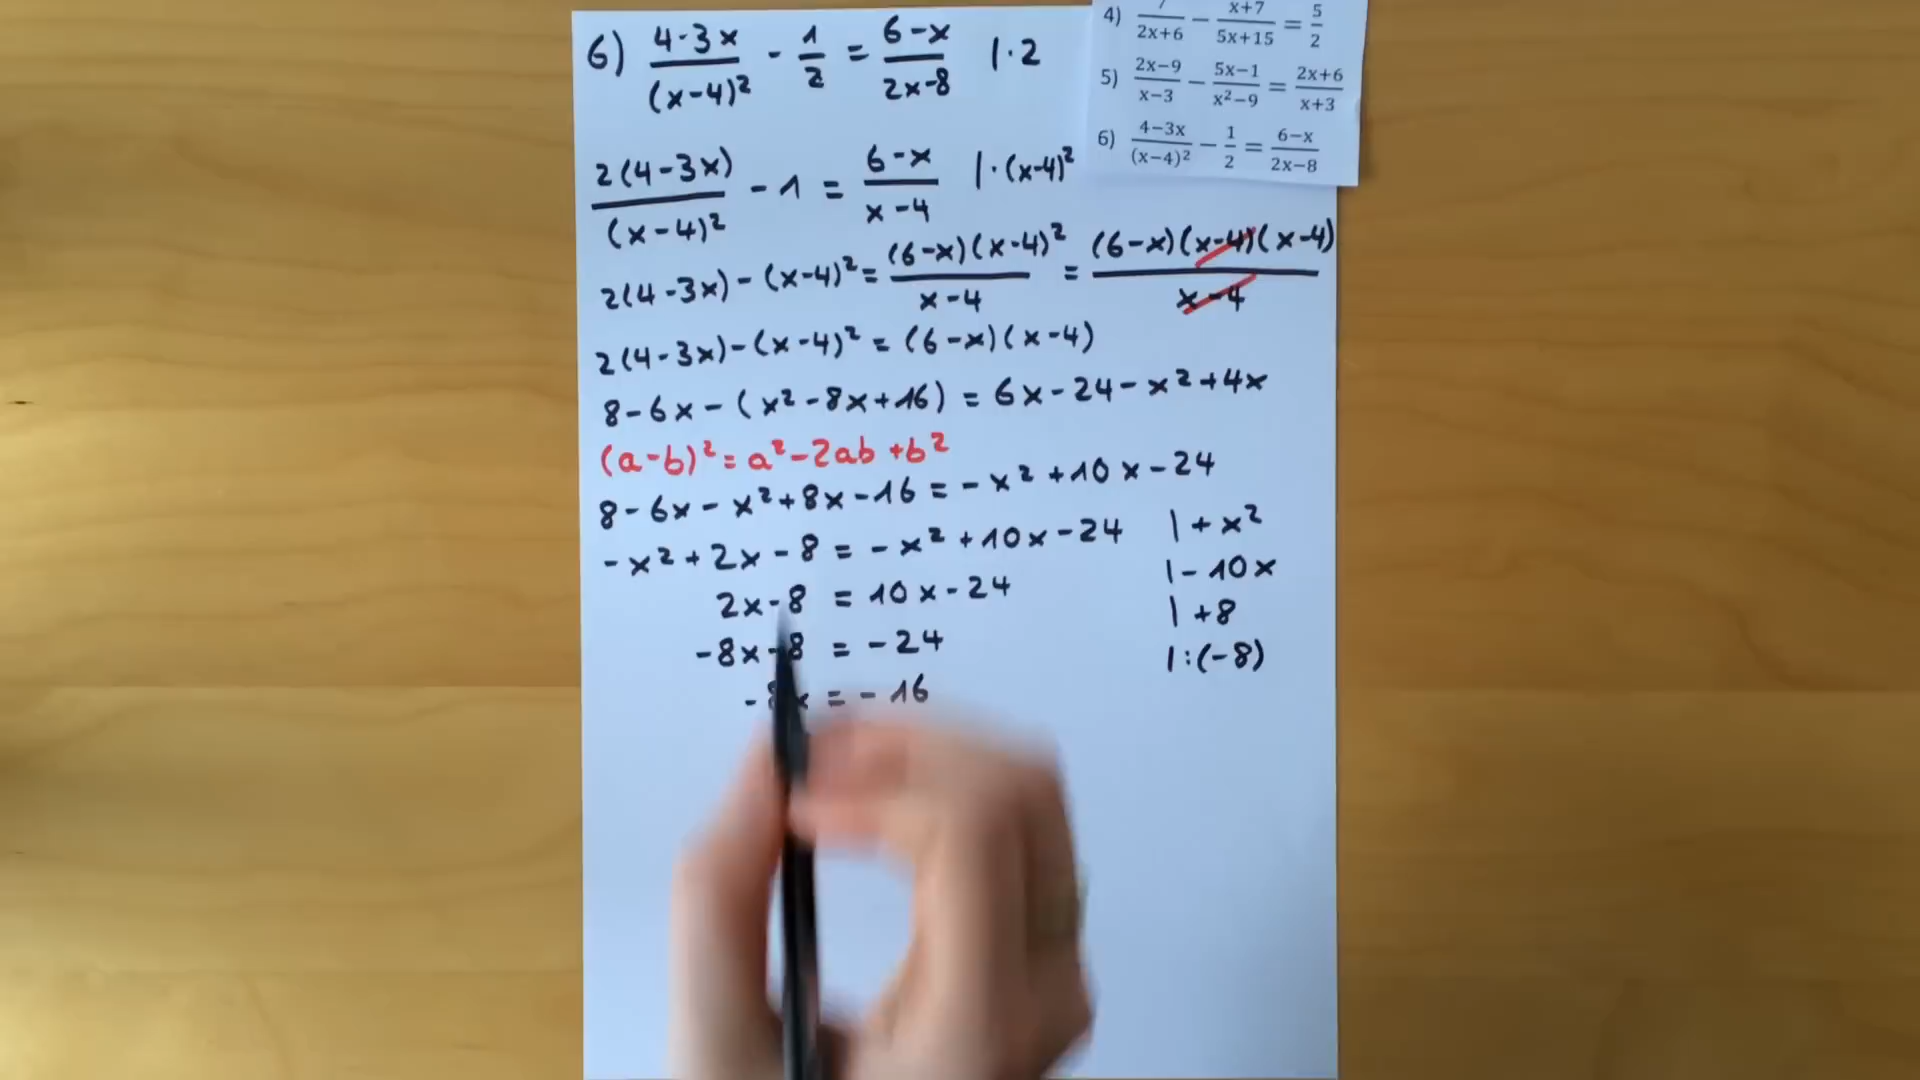 6) (4-3x)/(x-4)² - 1/2 = (6-x)/(2x-8) |·2
2(4-3x)/(x-4)² - 1 = (6-x)/(x-4) |·(x-4)²
2(4-3x)-(x-4)² = (6-x)(x-4)²/(x-4) = (6-x)(x-4)(x-4)/(x-4)
2(4-3x)-(x-4)² = (6-x)(x-4)
8-6x-(x²-8x+16) = 6x-24-x²+4x
(a-b)² = a²-2ab+b²
8-6x-x²+8x-16 = -x²+10x-24
-x²+2x-8 = -x²+10x-24 |+x²
2x-8 = 10x-24 |-10x
-8x-8 = -24 |+8
-8x = -16 |:(-8)
4) 7/(2x+6) − (x+7)/(5x+15) = 5/2
5) (2x−9)/(x−3) − (5x−1)/(x²−9) = (2x+6)/(x+3)
6) (4−3x)/(x−4)² − 1/2 = (6−x)/(2x−8)